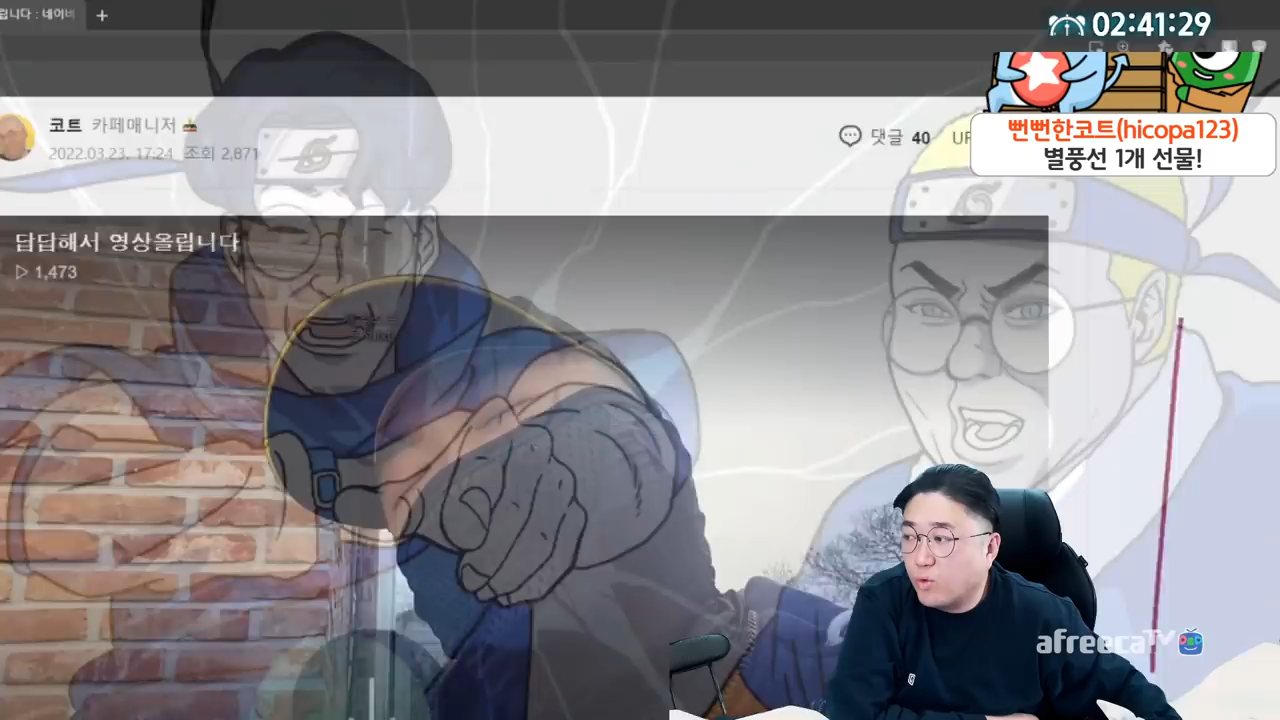 립니다 : 네이버
02:41:29
코트 카페매니저
2022.03.23. 17:24 조회 2,871
댓글 40
뻔뻔한코트(hicopa123)
별풍선 1개 선물!
답답해서 영상올립니다
1,473
afreecaTV